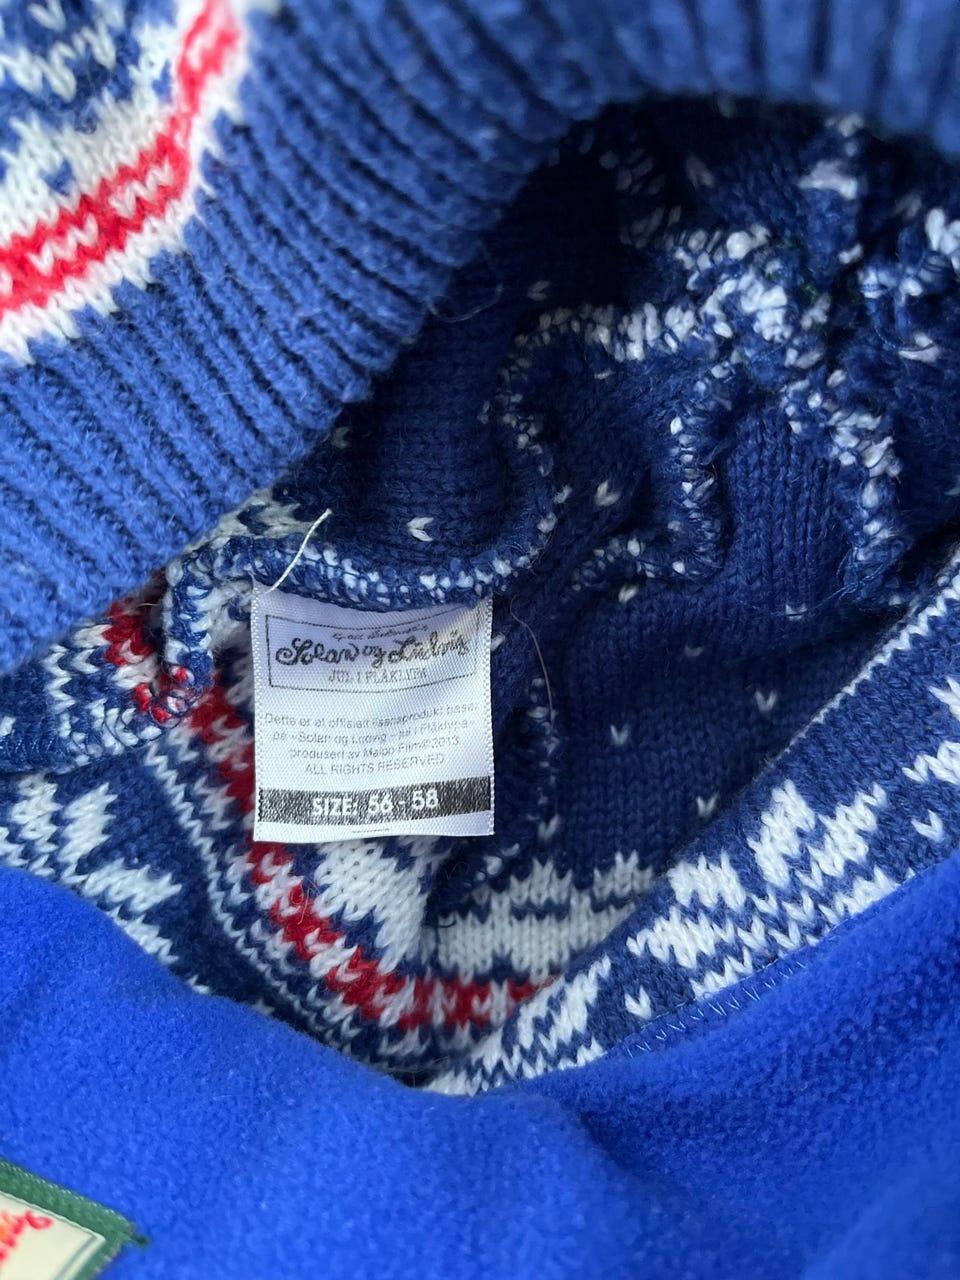 Solan og Ludvig
JUL I FLÅKLYPA
Dette er et offisielt lisensprodukt basert
på «Solan og Ludvig - Jul i Flåklypa»
produsert av Maipo Film©2013
ALL RIGHTS RESERVED
SIZE: 56 - 58